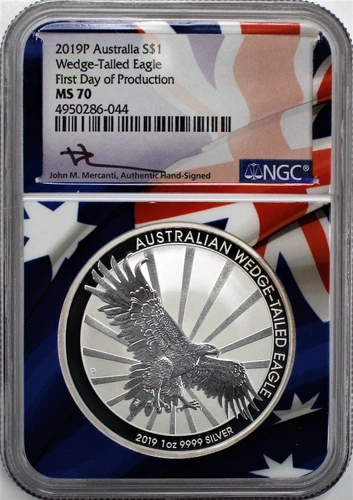 2019P Australia S$1
Wedge-Tailed Eagle
First Day of Production
MS 70
4950286-044
John M. Mercanti, Authentic Hand-Signed
NGC®
AUSTRALIAN WEDGE-TAILED EAGLE
2019 1oz 9999 SILVER